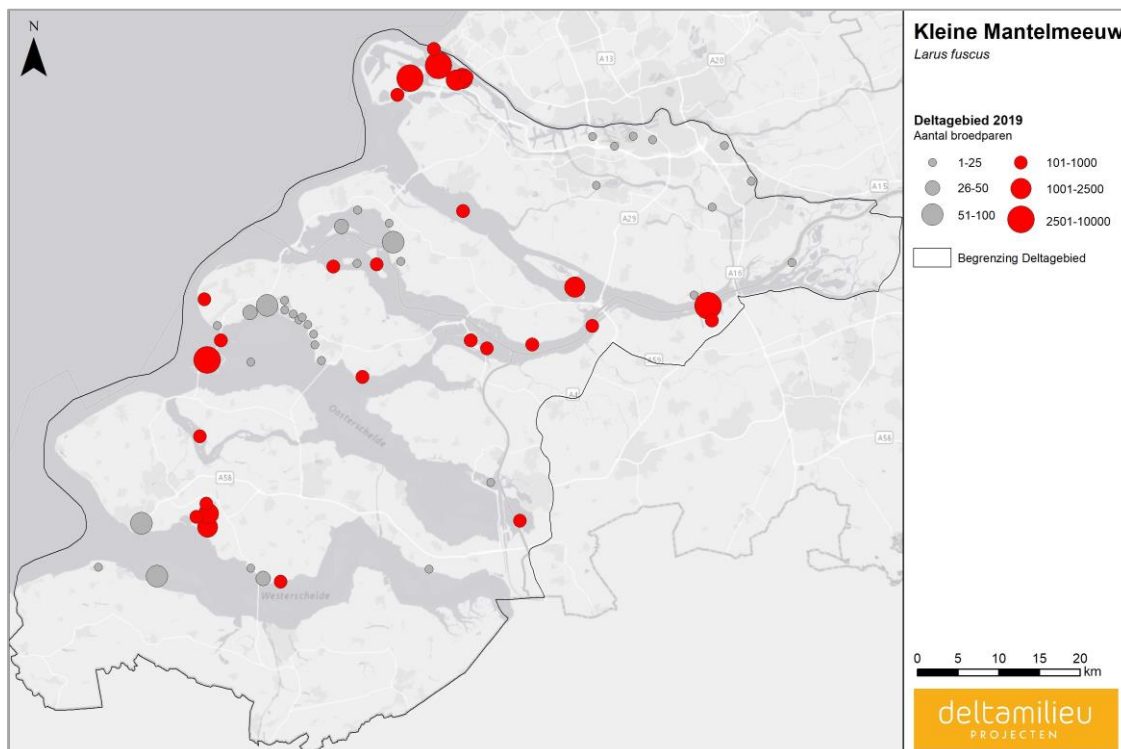 N
A13
A20
A15
A29
A16
A59
A4
A58
Oosterschelde
A58
Westerschelde
Kleine Mantelmeeuw
Larus fuscus
Deltagebied 2019
Aantal broedparen
1-25
101-1000
26-50
1001-2500
51-100
2501-10000
Begrenzing Deltagebied
0 5 10 15 20
km
deltamilieu
PROJECTEN